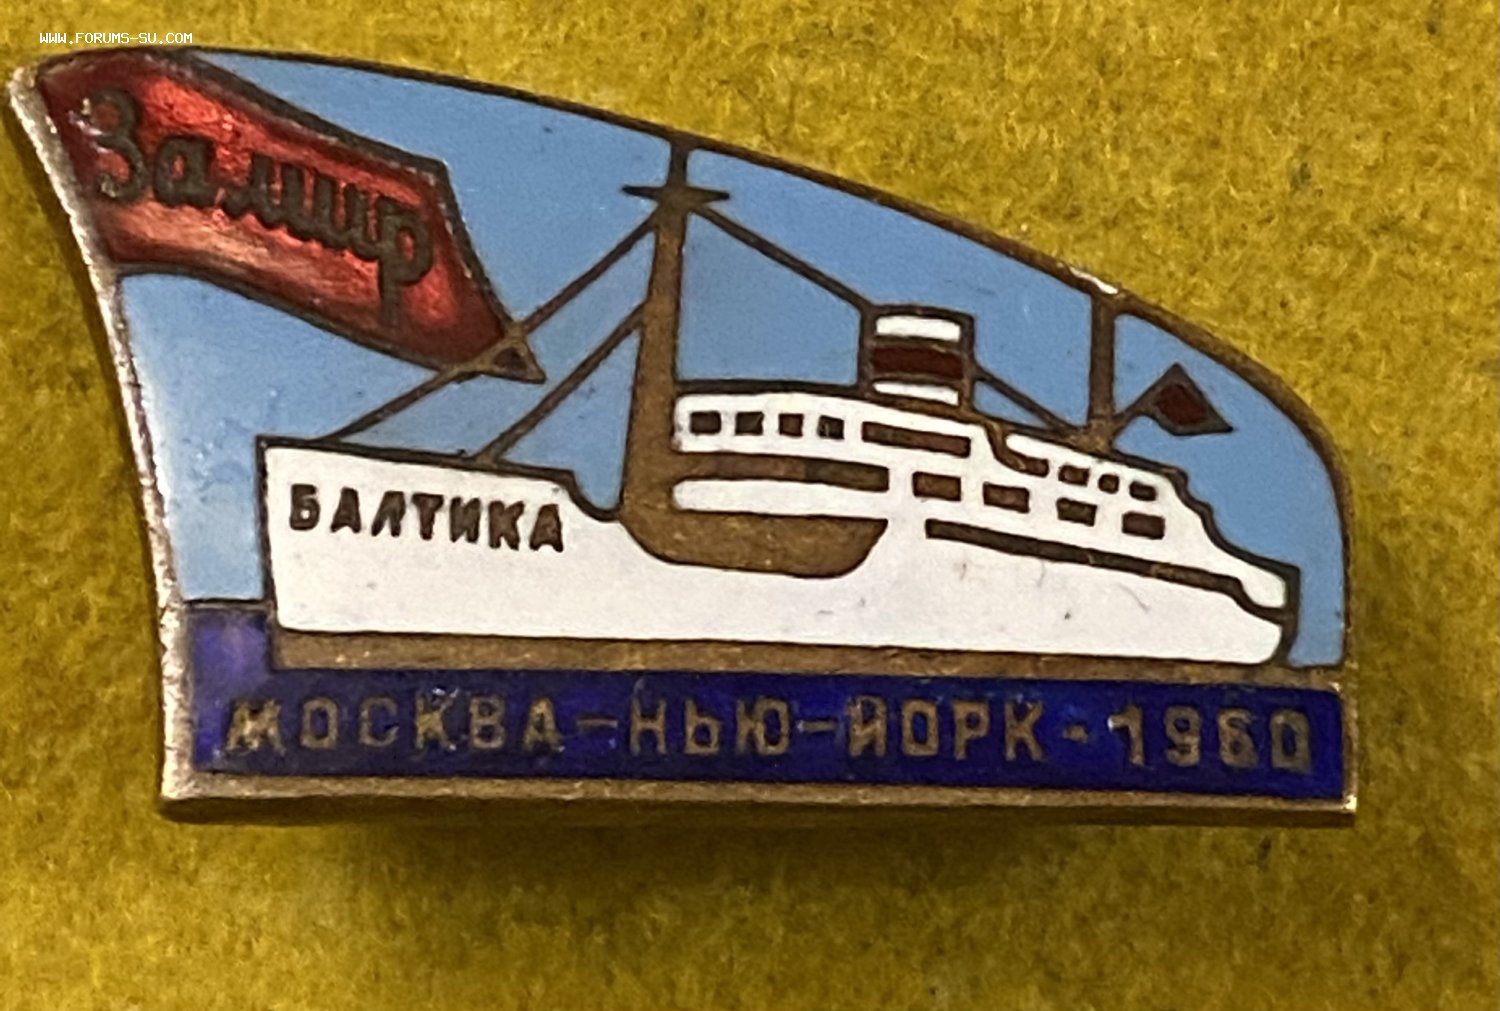 WWW.FORUMS-SU.COM
За мир
БАЛТИКА
МОСКВА-НЬЮ-ЙОРК-1960